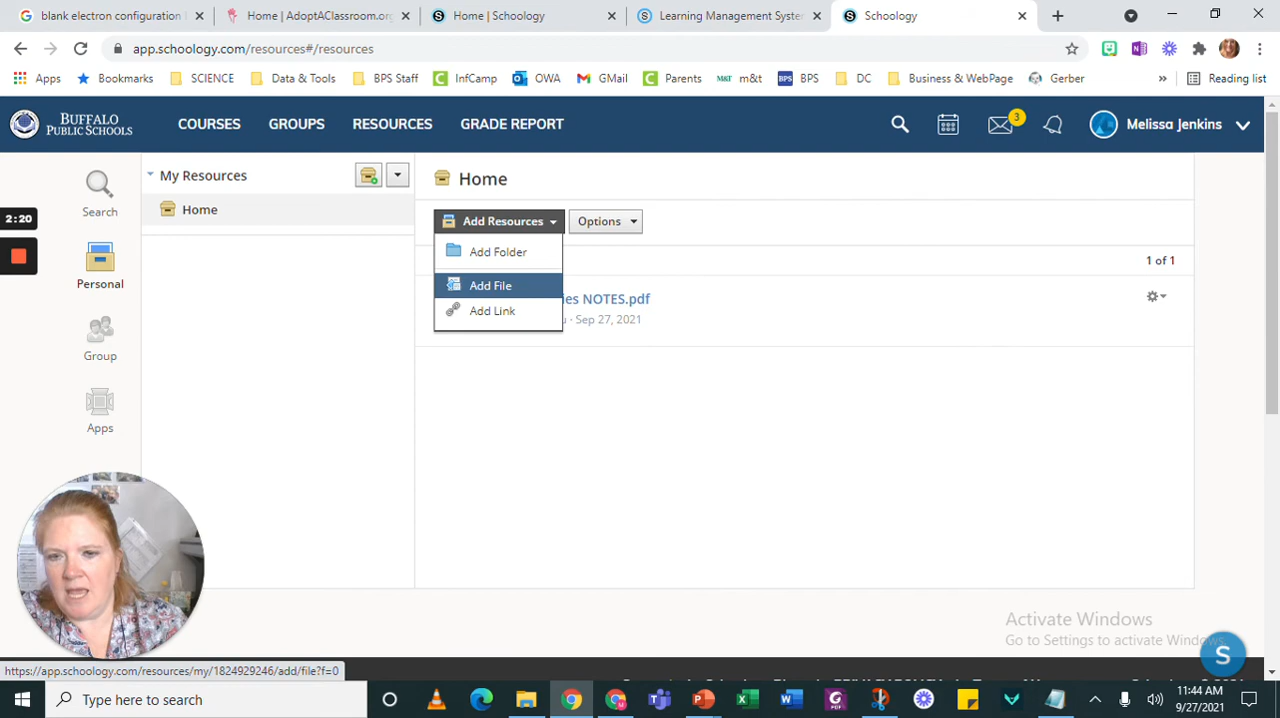 blank electron configuration
Home | AdoptAClassroom.org
Home | Schoology
Learning Management Syste
Schoology
app.schoology.com/resources#/resources
Apps
Bookmarks
SCIENCE
Data & Tools
BPS Staff
InfCamp
OWA
GMail
Parents
m&t
BPS
DC
Business & WebPage
Gerber
»
Reading list
BUFFALO
PUBLIC SCHOOLS
COURSES
GROUPS
RESOURCES
GRADE REPORT
3
Melissa Jenkins
Search
2:20
Personal
Group
Apps
My Resources
Home
Home
Add Resources
Options
Add Folder
1 of 1
Add File
Add Link
ies NOTES.pdf
· Sep 27, 2021
Activate Windows
Go to Settings to activate Windows.
S
https://app.schoology.com/resources/my/1824929246/add/file?f=0
Type here to search
11:44 AM
9/27/2021